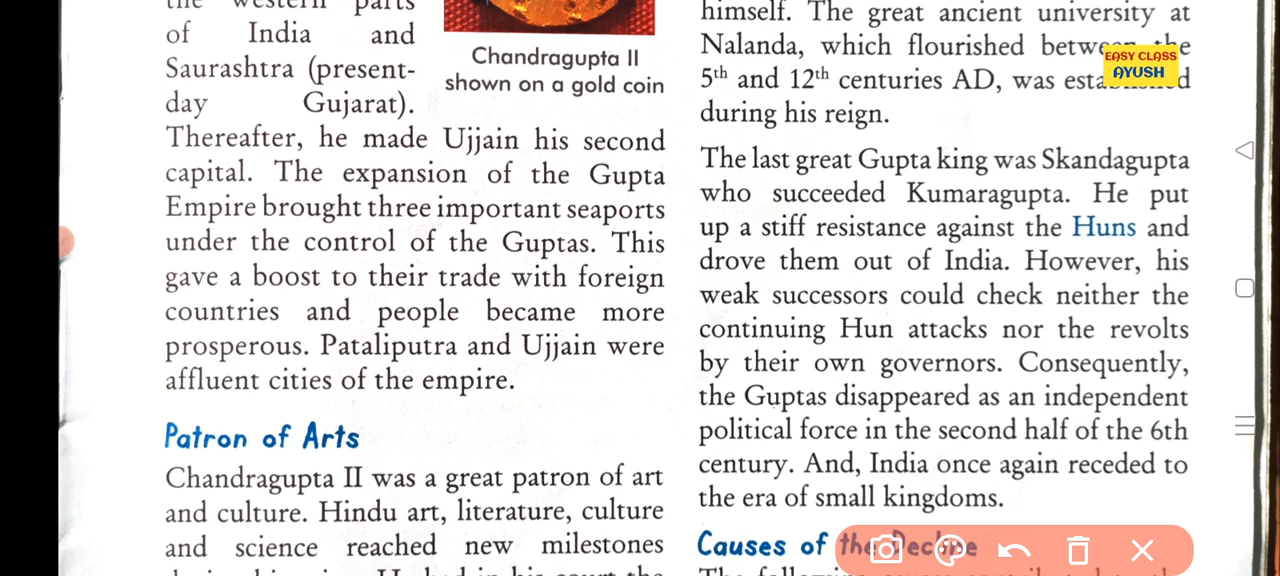 of India and
Saurashtra (present-
day Gujarat).
Thereafter, he made Ujjain his second
capital. The expansion of the Gupta
Empire brought three important seaports
under the control of the Guptas. This
gave a boost to their trade with foreign
countries and people became more
prosperous. Pataliputra and Ujjain were
affluent cities of the empire.
Patron of Arts
Chandragupta II was a great patron of art
and culture. Hindu art, literature, culture
and science reached new milestones
Chandragupta II
shown on a gold coin
himself. The great ancient university at
Nalanda, which flourished between the
5th and 12th centuries AD, was established
during his reign.
The last great Gupta king was Skandagupta
who succeeded Kumaragupta. He put
up a stiff resistance against the Huns and
drove them out of India. However, his
weak successors could check neither the
continuing Hun attacks nor the revolts
by their own governors. Consequently,
the Guptas disappeared as an independent
political force in the second half of the 6th
century. And, India once again receded to
the era of small kingdoms.
Causes of the Decline
EASY CLASS
AYUSH